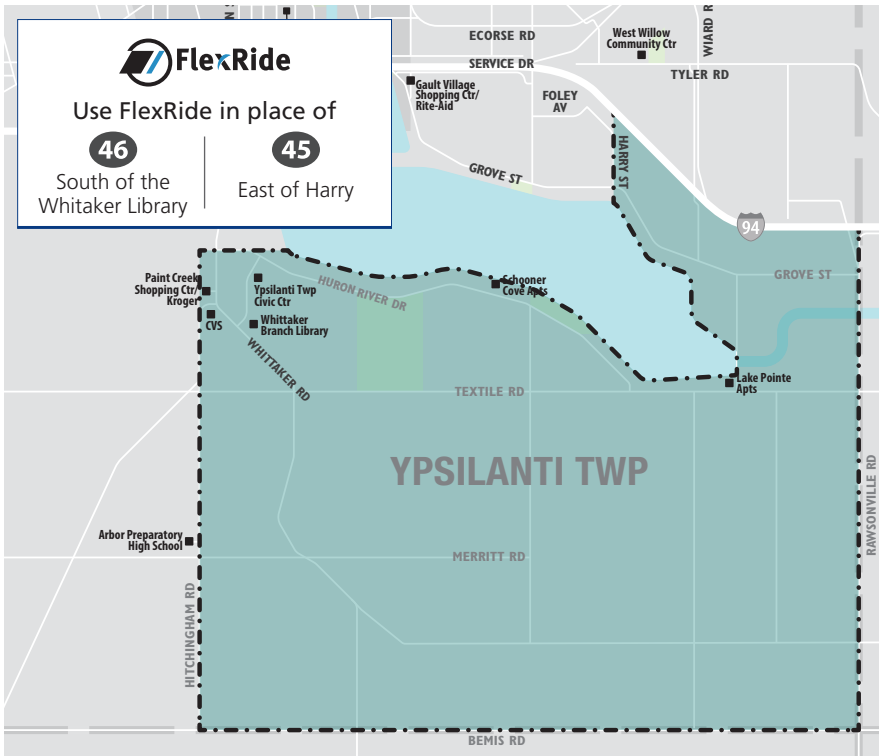 FlexRide
Use FlexRide in place of
46
South of the
Whitaker Library
45
East of Harry
ECORSE RD
SERVICE DR
West Willow
Community Ctr
WIARD R
TYLER RD
Gault Village
Shopping Ctr/
Rite-Aid
FOLEY
AV
HARRY ST
GROVE ST
94
GROVE ST
Paint Creek
Shopping Ctr/
Kroger
Ypsilanti Twp
Civic Ctr
HURON RIVER DR
Schooner
Cove Apts
CVS
Whittaker
Branch Library
WHITTAKER RD
TEXTILE RD
Lake Pointe
Apts
YPSILANTI TWP
RAWSONVILLE RD
Arbor Preparatory
High School
MERRITT RD
HITCHINGHAM RD
BEMIS RD